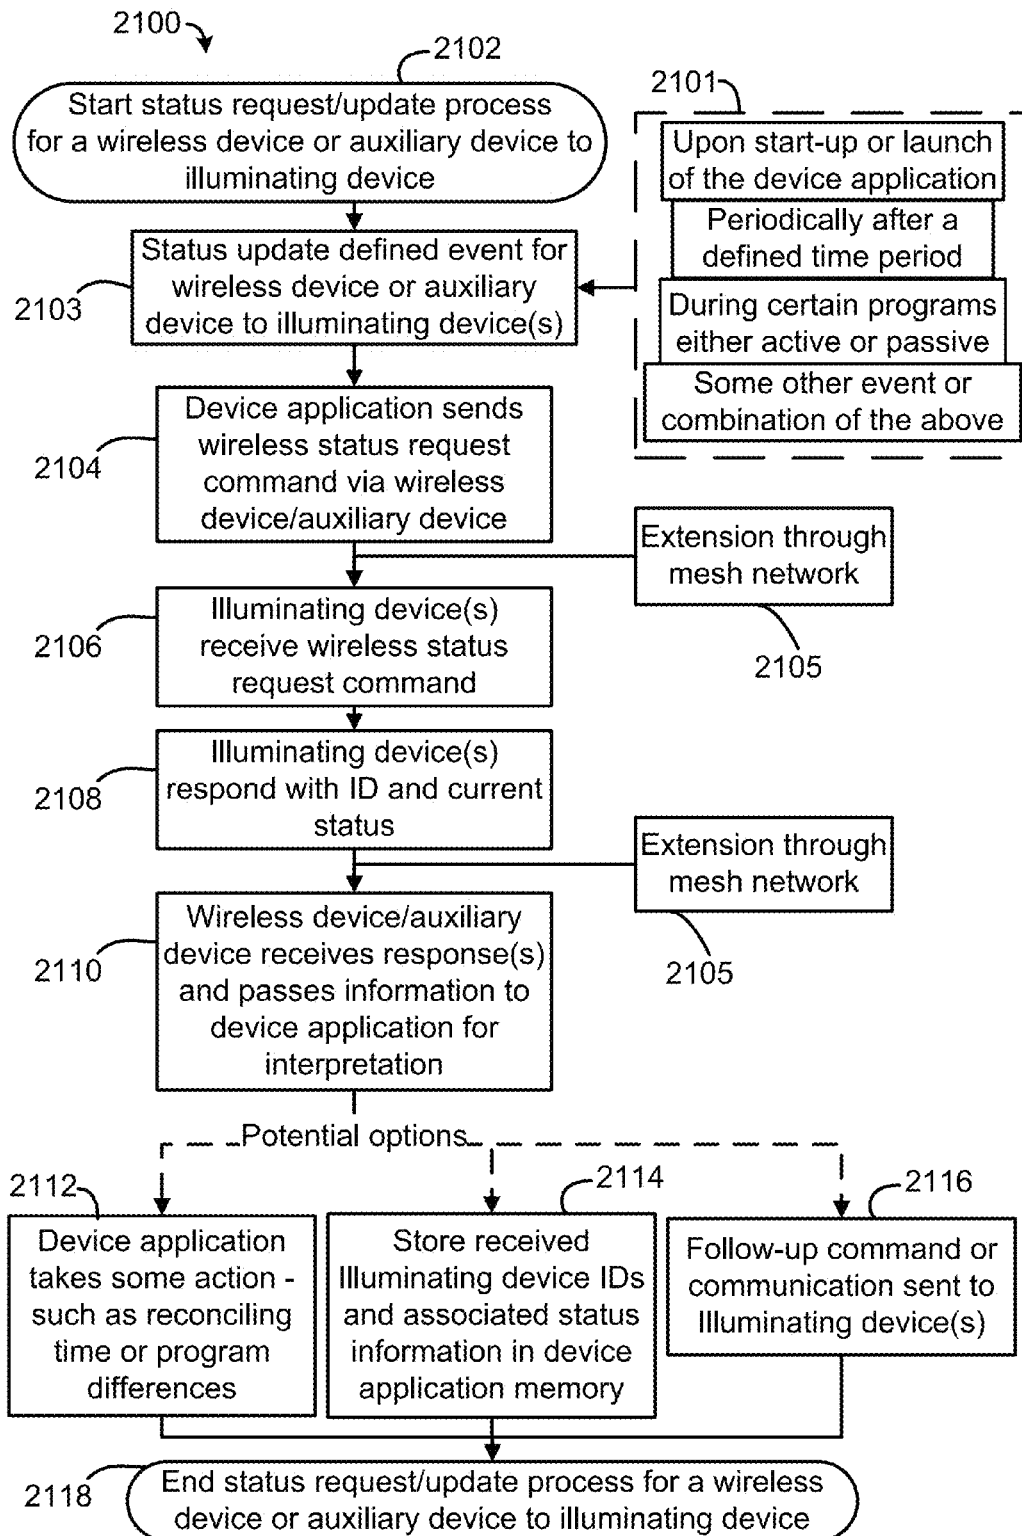 2100
2102
Start status request/update process
for a wireless device or auxiliary device to
illuminating device
2101
Upon start-up or launch
of the device application
Periodically after a
defined time period
During certain programs
either active or passive
Some other event or
combination of the above
2103
Status update defined event for
wireless device or auxiliary
device to illuminating device(s)
2104
Device application sends
wireless status request
command via wireless
device/auxiliary device
Extension through
mesh network
2105
2106
Illuminating device(s)
receive wireless status
request command
2108
Illuminating device(s)
respond with ID and current
status
Extension through
mesh network
2105
2110
Wireless device/auxiliary
device receives response(s)
and passes information to
device application for
interpretation
Potential options
2112
Device application
takes some action -
such as reconciling
time or program
differences
2114
Store received
Illuminating device IDs
and associated status
information in device
application memory
2116
Follow-up command or
communication sent to
Illuminating device(s)
2118
End status request/update process for a wireless
device or auxiliary device to illuminating device